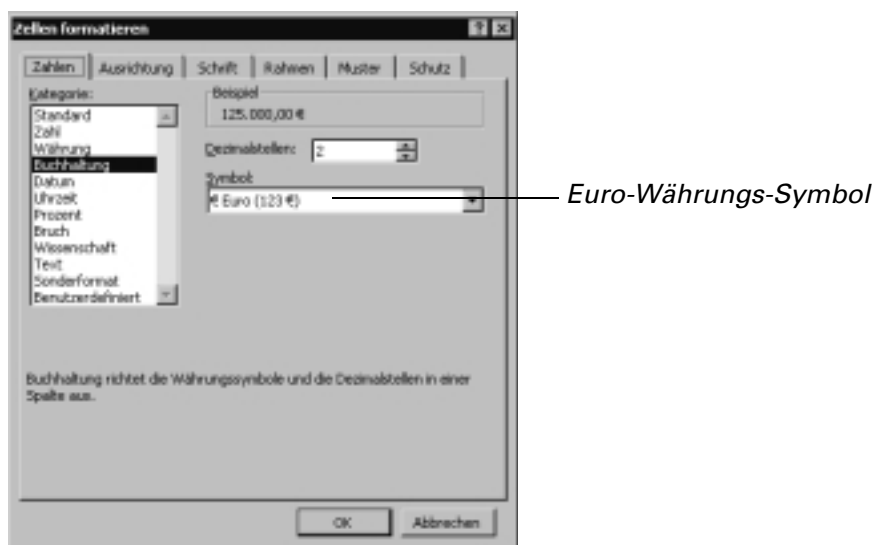 Zellen formatieren
Zahlen Ausrichtung Schrift Rahmen Muster Schutz
Kategorie:
Standard
Zahl
Währung
Buchhaltung
Datum
Uhrzeit
Prozent
Bruch
Wissenschaft
Text
Sonderformat
Benutzerdefiniert
Beispiel
125.000,00 €
Dezimalstellen: 2
Symbol:
€ Euro (123 €)
Euro-Währungs-Symbol
Buchhaltung richtet die Währungssymbole und die Dezimalstellen in einer
Spalte aus.
OK Abbrechen